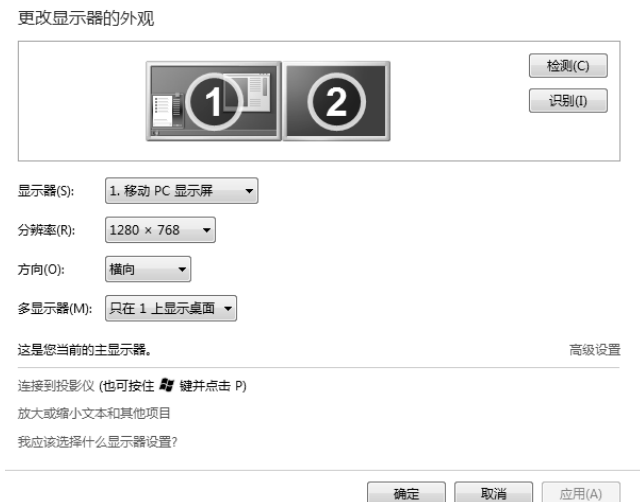 更改显示器的外观
1
2
检测(C)
识别(I)
显示器(S): 1. 移动 PC 显示屏
分辨率(R): 1280 × 768
方向(O): 横向
多显示器(M): 只在 1 上显示桌面
这是您当前的主显示器。 高级设置
连接到投影仪 (也可按住 键并点击 P)
放大或缩小文本和其他项目
我应该选择什么显示器设置?
确定 取消 应用(A)